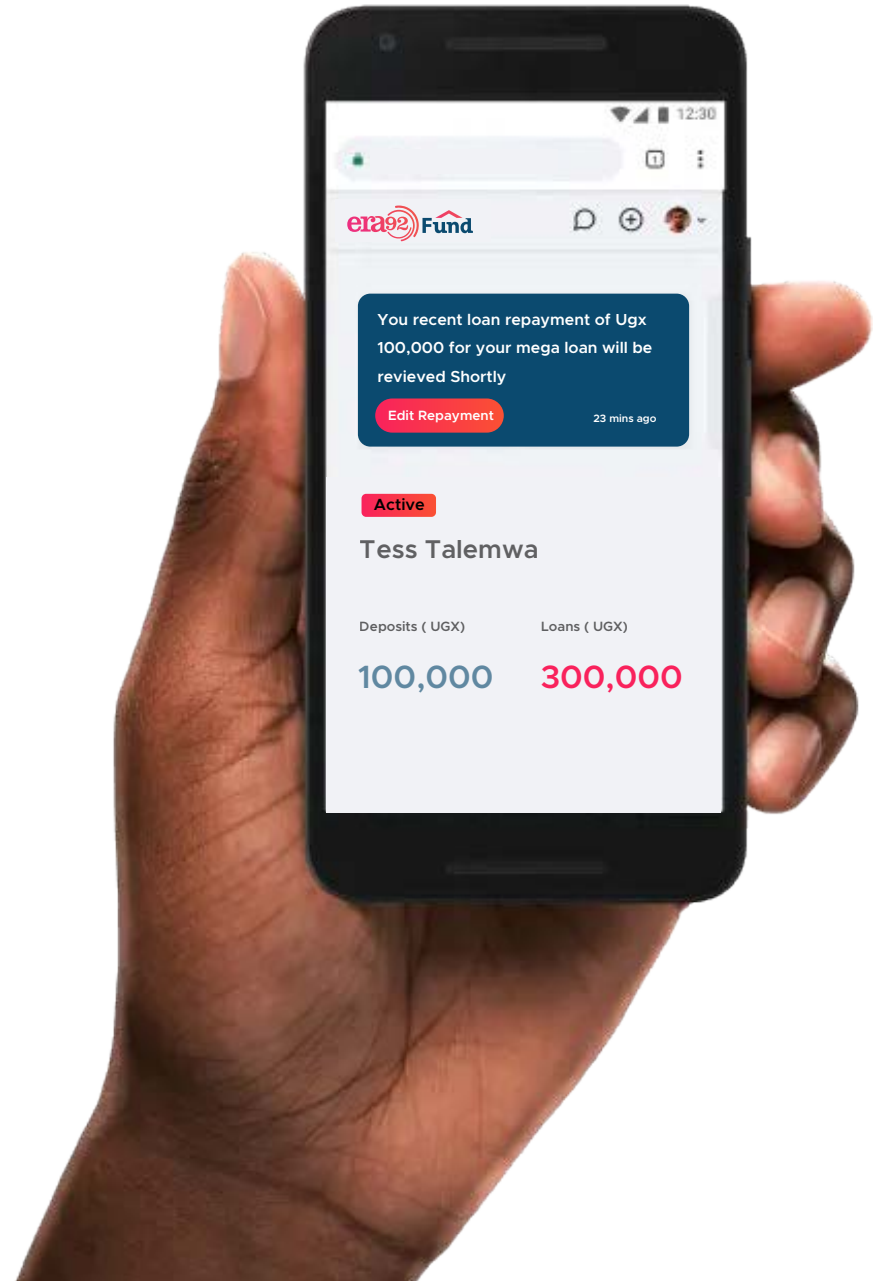 12:30
1
era92 Fund
You recent loan repayment of Ugx
100,000 for your mega loan will be
revieved Shortly
Edit Repayment 23 mins ago
Active
Tess Talemwa
Deposits ( UGX) Loans ( UGX)
100,000 300,000